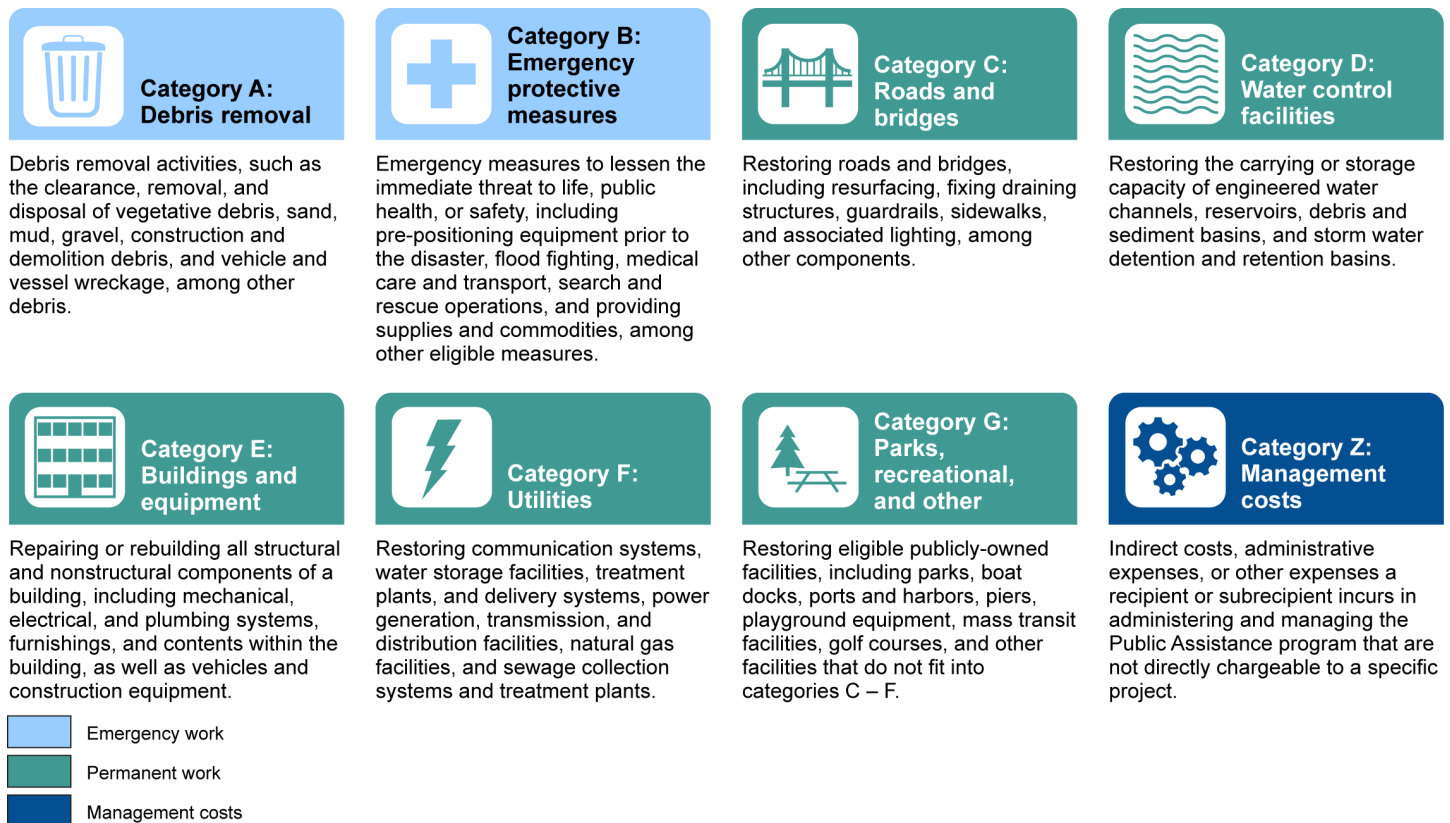 Category A:
Debris removal
Debris removal activities, such as
the clearance, removal, and
disposal of vegetative debris, sand,
mud, gravel, construction and
demolition debris, and vehicle and
vessel wreckage, among other
debris.
Category B:
Emergency
protective
measures
Emergency measures to lessen the
immediate threat to life, public
health, or safety, including
pre-positioning equipment prior to
the disaster, flood fighting, medical
care and transport, search and
rescue operations, and providing
supplies and commodities, among
other eligible measures.
Category C:
Roads and
bridges
Restoring roads and bridges,
including resurfacing, fixing draining
structures, guardrails, sidewalks,
and associated lighting, among
other components.
Category D:
Water control
facilities
Restoring the carrying or storage
capacity of engineered water
channels, reservoirs, debris and
sediment basins, and storm water
detention and retention basins.
Category E:
Buildings and
equipment
Repairing or rebuilding all structural
and nonstructural components of a
building, including mechanical,
electrical, and plumbing systems,
furnishings, and contents within the
building, as well as vehicles and
construction equipment.
Category F:
Utilities
Restoring communication systems,
water storage facilities, treatment
plants, and delivery systems, power
generation, transmission, and
distribution facilities, natural gas
facilities, and sewage collection
systems and treatment plants.
Category G:
Parks,
recreational,
and other
Restoring eligible publicly-owned
facilities, including parks, boat
docks, ports and harbors, piers,
playground equipment, mass transit
facilities, golf courses, and other
facilities that do not fit into
categories C – F.
Category Z:
Management
costs
Indirect costs, administrative
expenses, or other expenses a
recipient or subrecipient incurs in
administering and managing the
Public Assistance program that are
not directly chargeable to a specific
project.
Emergency work
Permanent work
Management costs